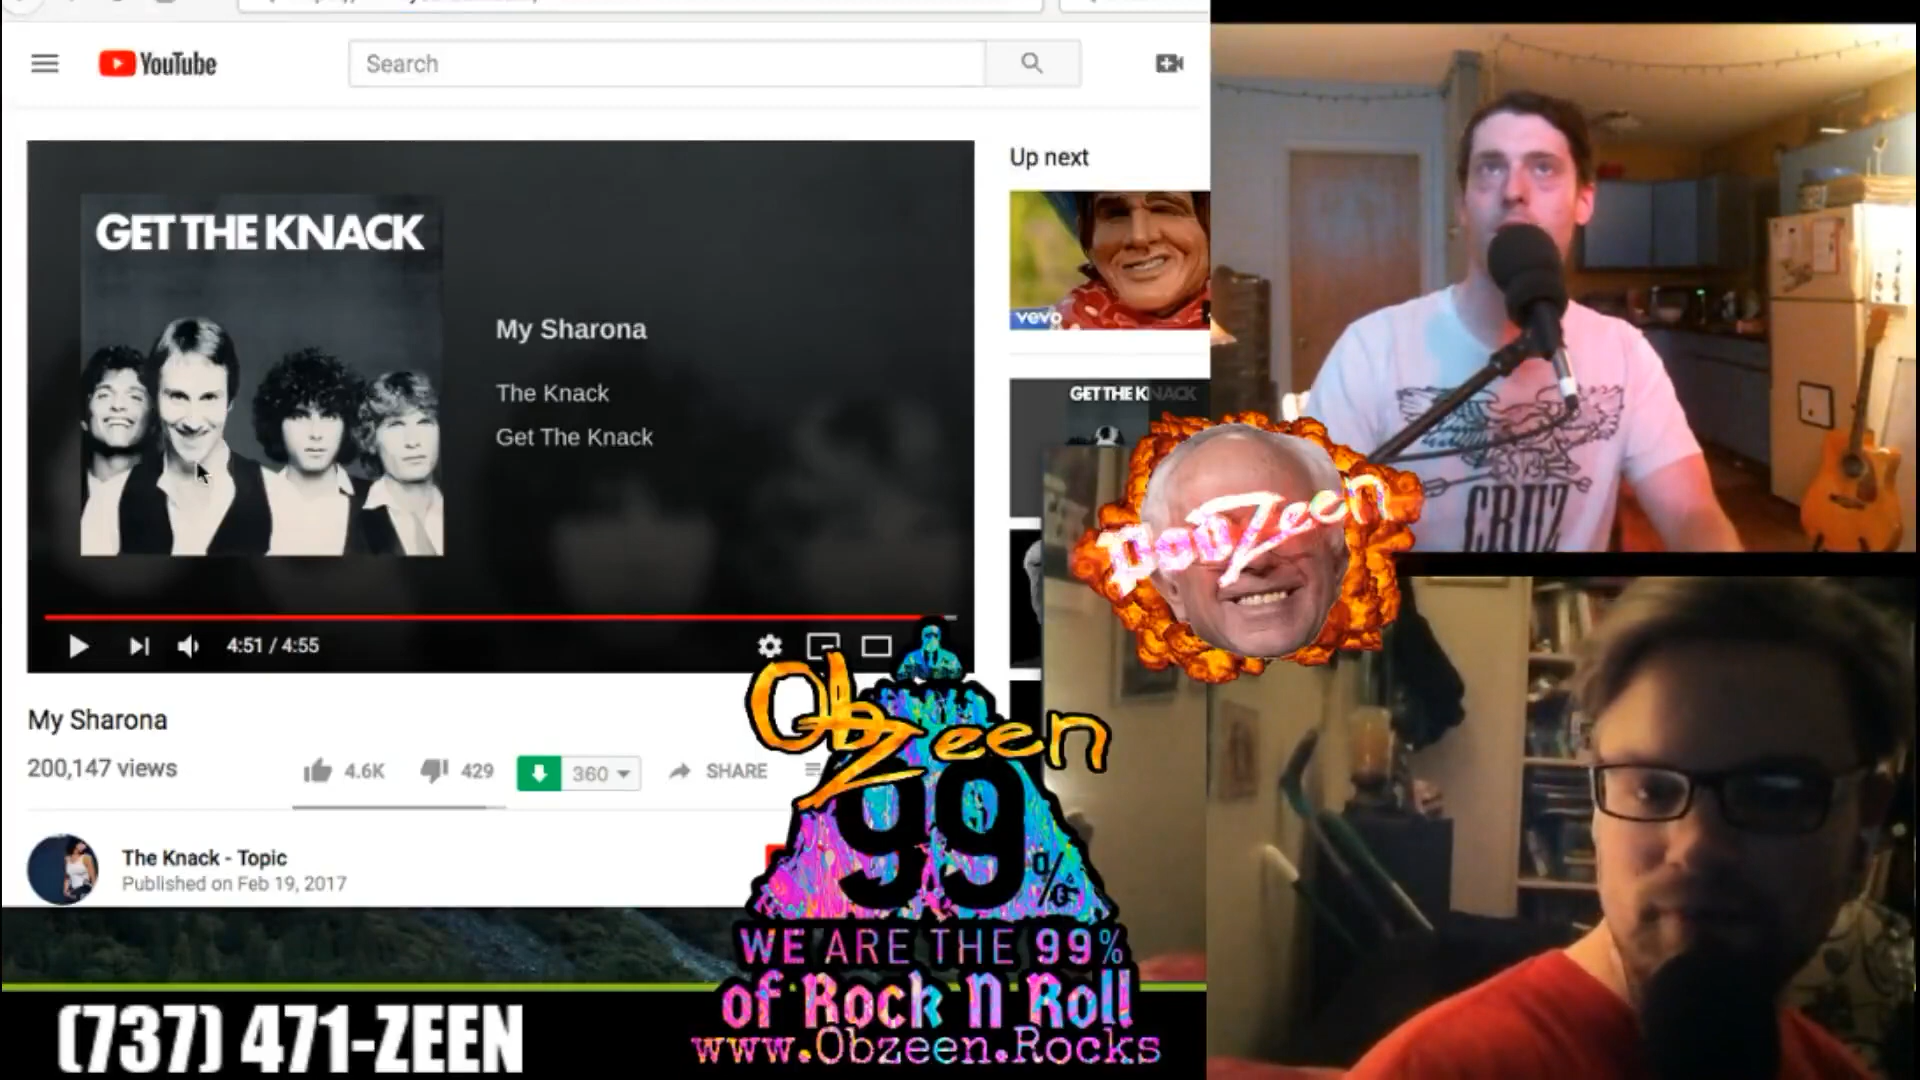 YouTube
Search
Up next
GET THE KNACK
My Sharona
The Knack
Get The Knack
vevo
GET THE KNACK
4:51 / 4:55
My Sharona
200,147 views
4.6K
429
360
SHARE
The Knack - Topic
Published on Feb 19, 2017
PodZeen
CRUZ
ObZeen
99%
WE ARE THE 99%
of Rock N Roll
www.Obzeen.Rocks
(737) 471-ZEEN